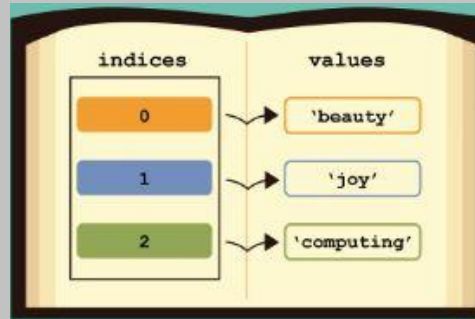 indices values
0 ‘beauty’
1 ‘joy’
2 ‘computing’